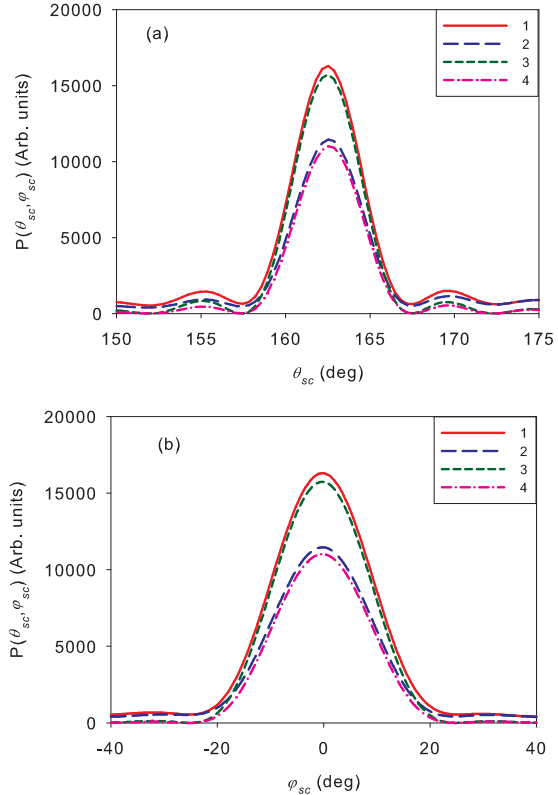 (a)
1
2
3
4
P(θsc,φsc) (Arb. units)
20000
15000
10000
5000
0
150 155 160 165 170 175
θsc (deg)
(b)
1
2
3
4
P(θsc,φsc) (Arb. units)
20000
15000
10000
5000
0
-40 -20 0 20 40
φsc (deg)